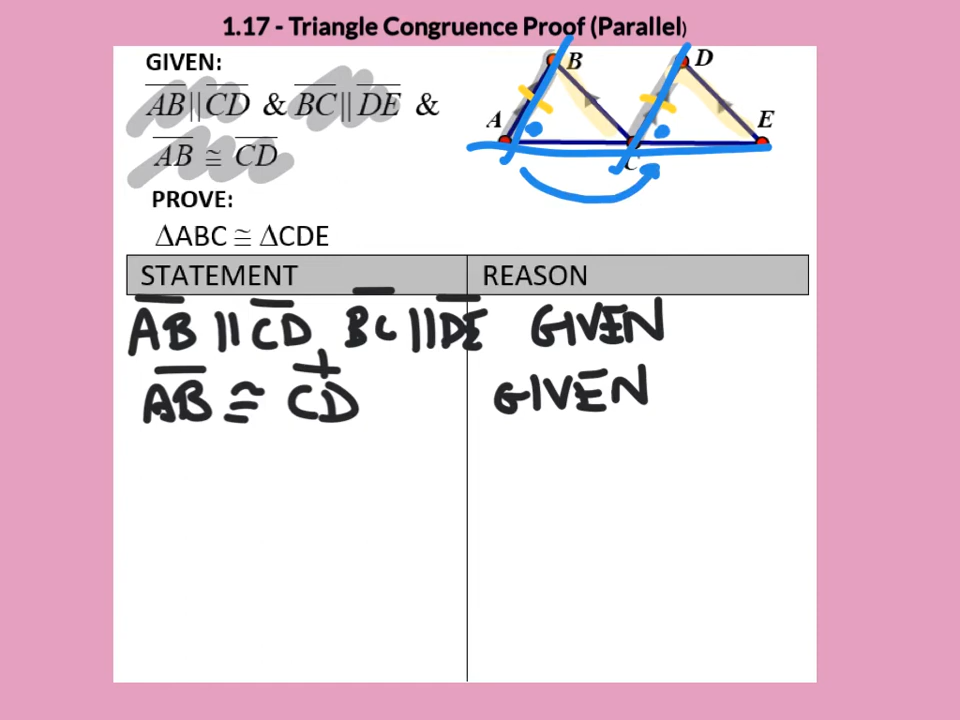 1.17 - Triangle Congruence Proof (Parallel)
GIVEN:
AB||CD & BC||DE &
AB ≅ CD
PROVE:
ΔABC ≅ ΔCDE
B
D
A
E
C
STATEMENT REASON
AB || CD BC || DE GIVEN
AB ≅ CD GIVEN